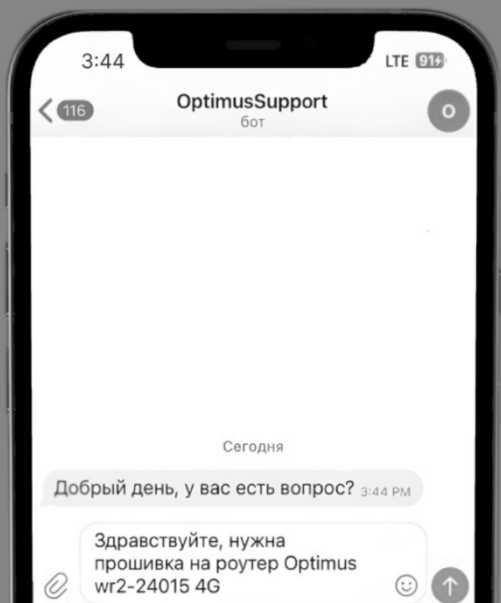 3:44
LTE 91
116
OptimusSupport
бот
О
Сегодня
Добрый день, у вас есть вопрос? 3:44 PM
Здравствуйте, нужна
прошивка на роутер Optimus
wr2-24015 4G